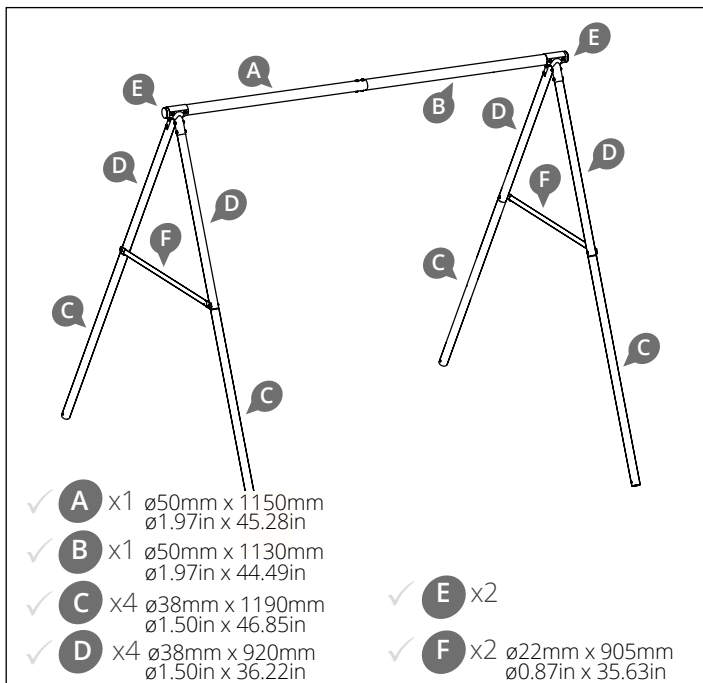 E
A
E
B
D
D
D
D
F
F
C
C
C
C
A x1 ø50mm x 1150mm
ø1.97in x 45.28in
B x1 ø50mm x 1130mm
ø1.97in x 44.49in
C x4 ø38mm x 1190mm
ø1.50in x 46.85in
D x4 ø38mm x 920mm
ø1.50in x 36.22in
E x2
F x2 ø22mm x 905mm
ø0.87in x 35.63in